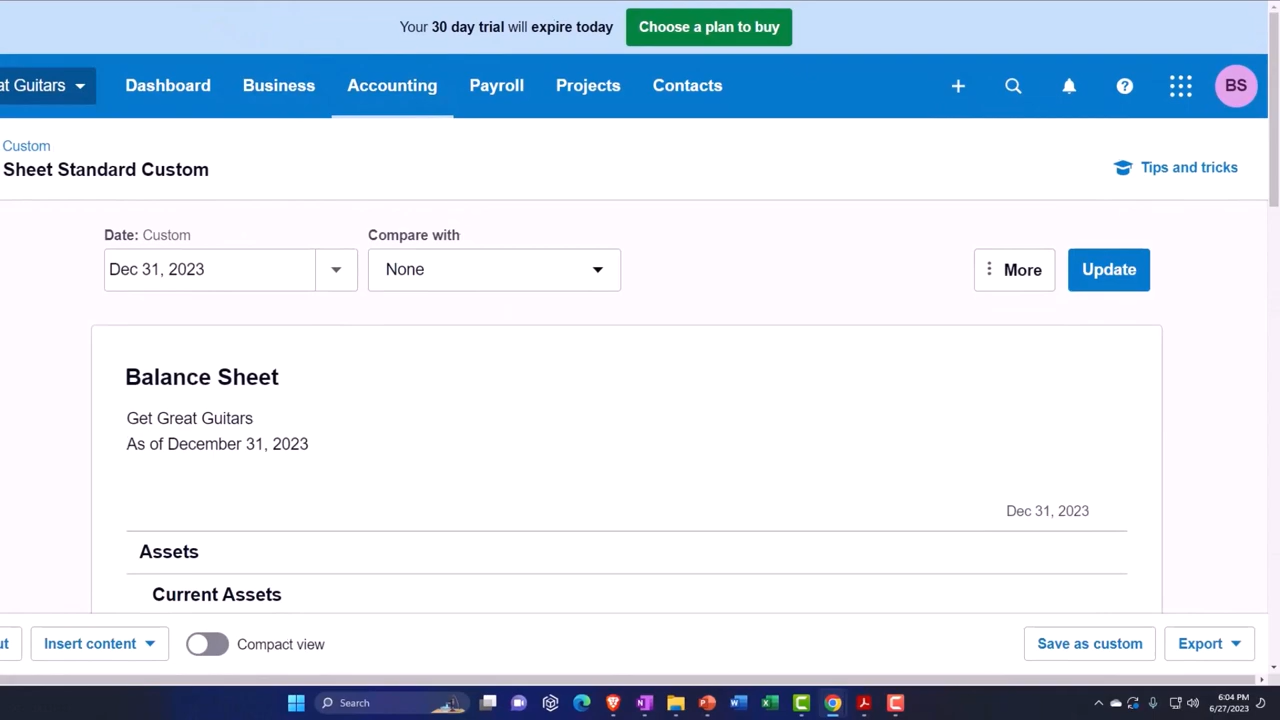 Your 30 day trial will expire today
Choose a plan to buy
at Guitars
Dashboard
Business
Accounting
Payroll
Projects
Contacts
BS
Custom
Sheet Standard Custom
Tips and tricks
Date: Custom
Compare with
Dec 31, 2023
None
More
Update
Balance Sheet
Get Great Guitars
As of December 31, 2023
Dec 31, 2023
Assets
Current Assets
ut
Insert content
Compact view
Save as custom
Export
Search
6:04 PM
6/27/2023